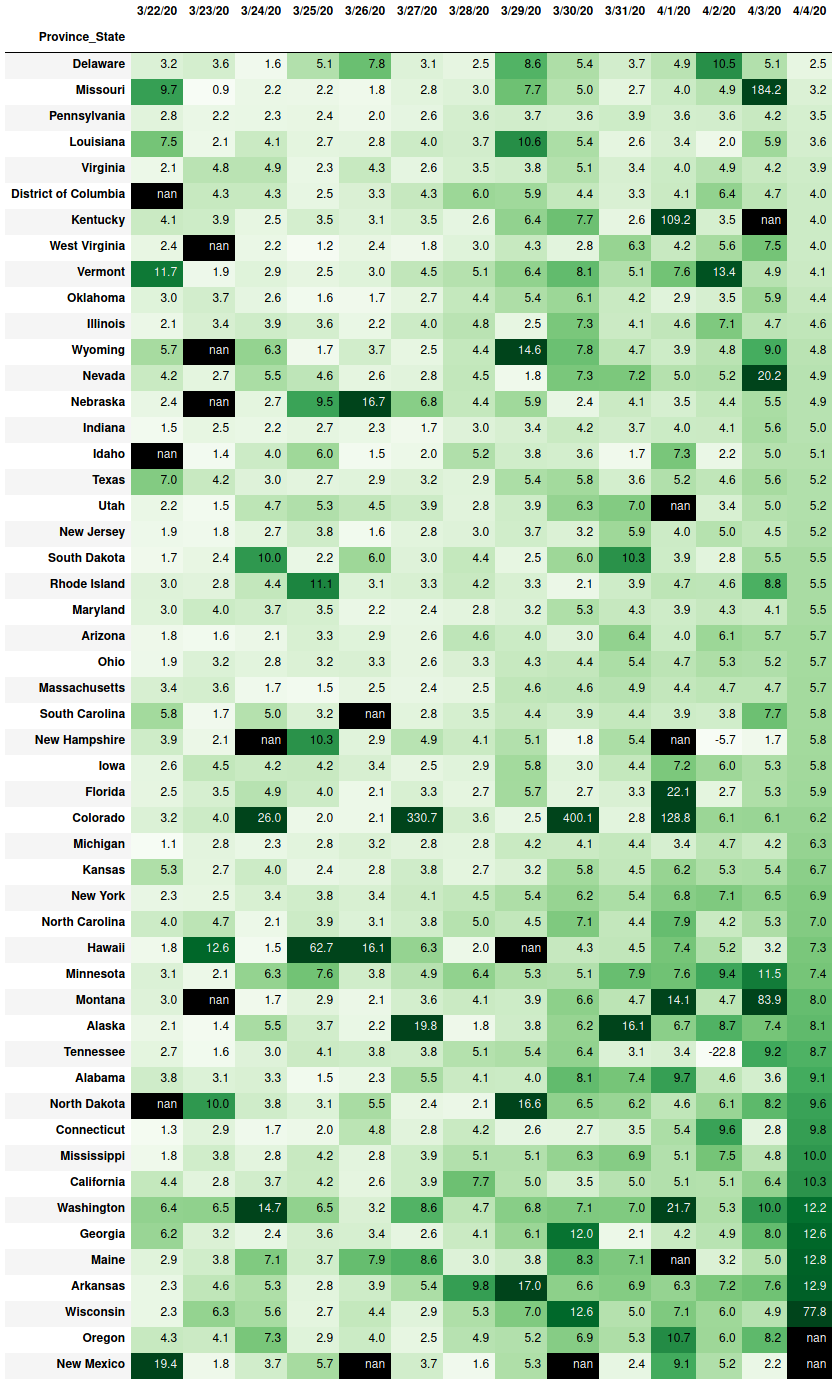 3/22/20 3/23/20 3/24/20 3/25/20 3/26/20 3/27/20 3/28/20 3/29/20 3/30/20 3/31/20 4/1/20 4/2/20 4/3/20 4/4/20
Province_State
Delaware 3.2 3.6 1.6 5.1 7.8 3.1 2.5 8.6 5.4 3.7 4.9 10.5 5.1 2.5
Missouri 9.7 0.9 2.2 2.2 1.8 2.8 3.0 7.7 5.0 2.7 4.0 4.9 184.2 3.2
Pennsylvania 2.8 2.2 2.3 2.4 2.0 2.6 3.6 3.7 3.6 3.9 3.6 3.6 4.2 3.5
Louisiana 7.5 2.1 4.1 2.7 2.8 4.0 3.7 10.6 5.4 2.6 3.4 2.0 5.9 3.6
Virginia 2.1 4.8 4.9 2.3 4.3 2.6 3.5 3.8 5.1 3.4 4.0 4.9 4.2 3.9
District of Columbia nan 4.3 4.3 2.5 3.3 4.3 6.0 5.9 4.4 3.3 4.1 6.4 4.7 4.0
Kentucky 4.1 3.9 2.5 3.5 3.1 3.5 2.6 6.4 7.7 2.6 109.2 3.5 nan 4.0
West Virginia 2.4 nan 2.2 1.2 2.4 1.8 3.0 4.3 2.8 6.3 4.2 5.6 7.5 4.0
Vermont 11.7 1.9 2.9 2.5 3.0 4.5 5.1 6.4 8.1 5.1 7.6 13.4 4.9 4.1
Oklahoma 3.0 3.7 2.6 1.6 1.7 2.7 4.4 5.4 6.1 4.2 2.9 3.5 5.9 4.4
Illinois 2.1 3.4 3.9 3.6 2.2 4.0 4.8 2.5 7.3 4.1 4.6 7.1 4.7 4.6
Wyoming 5.7 nan 6.3 1.7 3.7 2.5 4.4 14.6 7.8 4.7 3.9 4.8 9.0 4.8
Nevada 4.2 2.7 5.5 4.6 2.6 2.8 4.5 1.8 7.3 7.2 5.0 5.2 20.2 4.9
Nebraska 2.4 nan 2.7 9.5 16.7 6.8 4.4 5.9 2.4 4.1 3.5 4.4 5.5 4.9
Indiana 1.5 2.5 2.2 2.7 2.3 1.7 3.0 3.4 4.2 3.7 4.0 4.1 5.6 5.0
Idaho nan 1.4 4.0 6.0 1.5 2.0 5.2 3.8 3.6 1.7 7.3 2.2 5.0 5.1
Texas 7.0 4.2 3.0 2.7 2.9 3.2 2.9 5.4 5.8 3.6 5.2 4.6 5.6 5.2
Utah 2.2 1.5 4.7 5.3 4.5 3.9 2.8 3.9 6.3 7.0 nan 3.4 5.0 5.2
New Jersey 1.9 1.8 2.7 3.8 1.6 2.8 3.0 3.7 3.2 5.9 4.0 5.0 4.5 5.2
South Dakota 1.7 2.4 10.0 2.2 6.0 3.0 4.4 2.5 6.0 10.3 3.9 2.8 5.5 5.5
Rhode Island 3.0 2.8 4.4 11.1 3.1 3.3 4.2 3.3 2.1 3.9 4.7 4.6 8.8 5.5
Maryland 3.0 4.0 3.7 3.5 2.2 2.4 2.8 3.2 5.3 4.3 3.9 4.3 4.1 5.5
Arizona 1.8 1.6 2.1 3.3 2.9 2.6 4.6 4.0 3.0 6.4 4.0 6.1 5.7 5.7
Ohio 1.9 3.2 2.8 3.2 3.3 2.6 3.3 4.3 4.4 5.4 4.7 5.3 5.2 5.7
Massachusetts 3.4 3.6 1.7 1.5 2.5 2.4 2.5 4.6 4.6 4.9 4.4 4.7 4.7 5.7
South Carolina 5.8 1.7 5.0 3.2 nan 2.8 3.5 4.4 3.9 4.4 3.9 3.8 7.7 5.8
New Hampshire 3.9 2.1 nan 10.3 2.9 4.9 4.1 5.1 1.8 5.4 nan -5.7 1.7 5.8
Iowa 2.6 4.5 4.2 4.2 3.4 2.5 2.9 5.8 3.0 4.4 7.2 6.0 5.3 5.8
Florida 2.5 3.5 4.9 4.0 2.1 3.3 2.7 5.7 2.7 3.3 22.1 2.7 5.3 5.9
Colorado 3.2 4.0 26.0 2.0 2.1 330.7 3.6 2.5 400.1 2.8 128.8 6.1 6.1 6.2
Michigan 1.1 2.8 2.3 2.8 3.2 2.8 2.8 4.2 4.1 4.4 3.4 4.7 4.2 6.3
Kansas 5.3 2.7 4.0 2.4 2.8 3.8 2.7 3.2 5.8 4.5 6.2 5.3 5.4 6.7
New York 2.3 2.5 3.4 3.8 3.4 4.1 4.5 5.4 6.2 5.4 6.8 7.1 6.5 6.9
North Carolina 4.0 4.7 2.1 3.9 3.1 3.8 5.0 4.5 7.1 4.4 7.9 4.2 5.3 7.0
Hawaii 1.8 12.6 1.5 62.7 16.1 6.3 2.0 nan 4.3 4.5 7.4 5.2 3.2 7.3
Minnesota 3.1 2.1 6.3 7.6 3.8 4.9 6.4 5.3 5.1 7.9 7.6 9.4 11.5 7.4
Montana 3.0 nan 1.7 2.9 2.1 3.6 4.1 3.9 6.6 4.7 14.1 4.7 83.9 8.0
Alaska 2.1 1.4 5.5 3.7 2.2 19.8 1.8 3.8 6.2 16.1 6.7 8.7 7.4 8.1
Tennessee 2.7 1.6 3.0 4.1 3.8 3.8 5.1 5.4 6.4 3.1 3.4 -22.8 9.2 8.7
Alabama 3.8 3.1 3.3 1.5 2.3 5.5 4.1 4.0 8.1 7.4 9.7 4.6 3.6 9.1
North Dakota nan 10.0 3.8 3.1 5.5 2.4 2.1 16.6 6.5 6.2 4.6 6.1 8.2 9.6
Connecticut 1.3 2.9 1.7 2.0 4.8 2.8 4.2 2.6 2.7 3.5 5.4 9.6 2.8 9.8
Mississippi 1.8 3.8 2.8 4.2 2.8 3.9 5.1 5.1 6.3 6.9 5.1 7.5 4.8 10.0
California 4.4 2.8 3.7 4.2 2.6 3.9 7.7 5.0 3.5 5.0 5.1 5.1 6.4 10.3
Washington 6.4 6.5 14.7 6.5 3.2 8.6 4.7 6.8 7.1 7.0 21.7 5.3 10.0 12.2
Georgia 6.2 3.2 2.4 3.6 3.4 2.6 4.1 6.1 12.0 2.1 4.2 4.9 8.0 12.6
Maine 2.9 3.8 7.1 3.7 7.9 8.6 3.0 3.8 8.3 7.1 nan 3.2 5.0 12.8
Arkansas 2.3 4.6 5.3 2.8 3.9 5.4 9.8 17.0 6.6 6.9 6.3 7.2 7.6 12.9
Wisconsin 2.3 6.3 5.6 2.7 4.4 2.9 5.3 7.0 12.6 5.0 7.1 6.0 4.9 77.8
Oregon 4.3 4.1 7.3 2.9 4.0 2.5 4.9 5.2 6.9 5.3 10.7 6.0 8.2 nan
New Mexico 19.4 1.8 3.7 5.7 nan 3.7 1.6 5.3 nan 2.4 9.1 5.2 2.2 nan